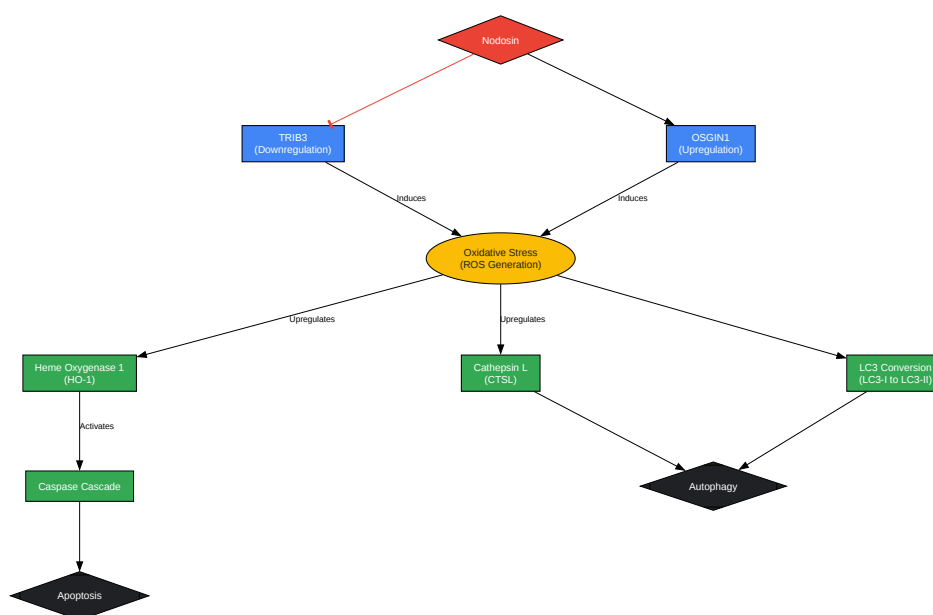 Nodosin
TRIB3
(Downregulation)
OSGIN1
(Upregulation)
Induces
Induces
Oxidative Stress
(ROS Generation)
Upregulates
Upregulates
Heme Oxygenase 1
(HO-1)
Cathepsin L
(CTSL)
LC3 Conversion
(LC3-I to LC3-II)
Activates
Caspase Cascade
Autophagy
Apoptosis